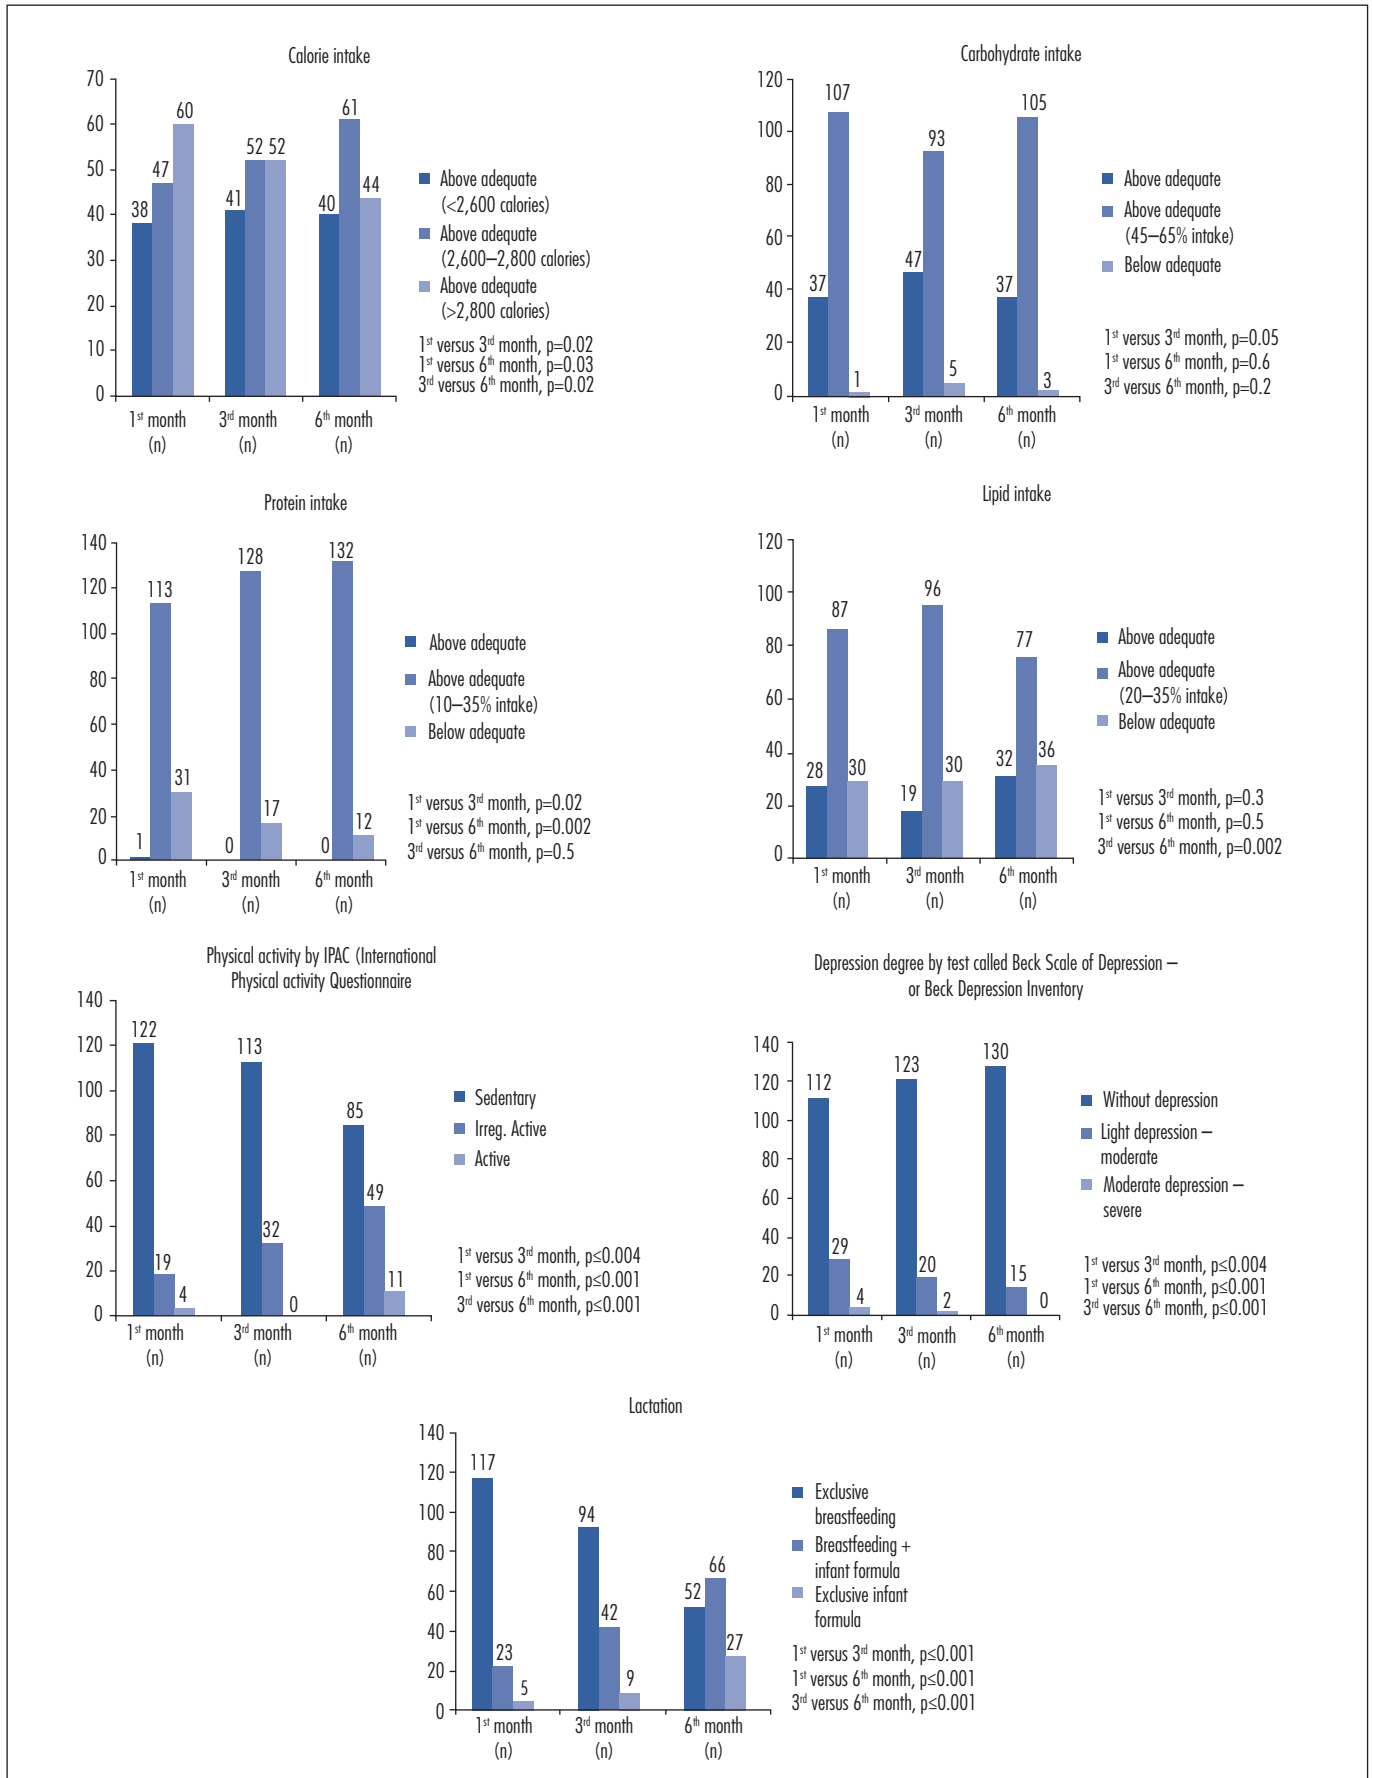 Calorie intake
70
60
50
40
30
20
10
0
38
47
60
41
52
52
40
61
44
1st month
(n)
3rd month
(n)
6th month
(n)
Above adequate
(<2,600 calories)
Above adequate
(2,600–2,800 calories)
Above adequate
(>2,800 calories)
1st versus 3rd month, p=0.02
1st versus 6th month, p=0.03
3rd versus 6th month, p=0.02
Carbohydrate intake
120
100
80
60
40
20
0
37
107
1
47
93
5
37
105
3
1st month
(n)
3rd month
(n)
6th month
(n)
Above adequate
Above adequate
(45–65% intake)
Below adequate
1st versus 3rd month, p=0.05
1st versus 6th month, p=0.6
3rd versus 6th month, p=0.2
Protein intake
140
120
100
80
60
40
20
0
1
113
31
0
128
17
0
132
12
1st month
(n)
3rd month
(n)
6th month
(n)
Above adequate
Above adequate
(10–35% intake)
Below adequate
1st versus 3rd month, p=0.02
1st versus 6th month, p=0.002
3rd versus 6th month, p=0.5
Lipid intake
120
100
80
60
40
20
0
28
87
30
19
96
30
32
77
36
1st month
(n)
3rd month
(n)
6th month
(n)
Above adequate
Above adequate
(20–35% intake)
Below adequate
1st versus 3rd month, p=0.3
1st versus 6th month, p=0.5
3rd versus 6th month, p=0.002
Physical activity by IPAC (International
Physical activity Questionnaire
140
120
100
80
60
40
20
0
122
19
4
113
32
0
85
49
11
1st month
(n)
3rd month
(n)
6th month
(n)
Sedentary
Irreg. Active
Active
1st versus 3rd month, p≤0.004
1st versus 6th month, p≤0.001
3rd versus 6th month, p≤0.001
Depression degree by test called Beck Scale of Depression –
or Beck Depression Inventory
140
120
100
80
60
40
20
0
112
29
4
123
20
2
130
15
0
1st month
(n)
3rd month
(n)
6th month
(n)
Without depression
Light depression –
moderate
Moderate depression –
severe
1st versus 3rd month, p≤0.004
1st versus 6th month, p≤0.001
3rd versus 6th month, p≤0.001
Lactation
140
120
100
80
60
40
20
0
117
23
5
94
42
9
52
66
27
1st month
(n)
3rd month
(n)
6th month
(n)
Exclusive
breastfeeding
Breastfeeding +
infant formula
Exclusive infant
formula
1st versus 3rd month, p≤0.001
1st versus 6th month, p≤0.001
3rd versus 6th month, p≤0.001